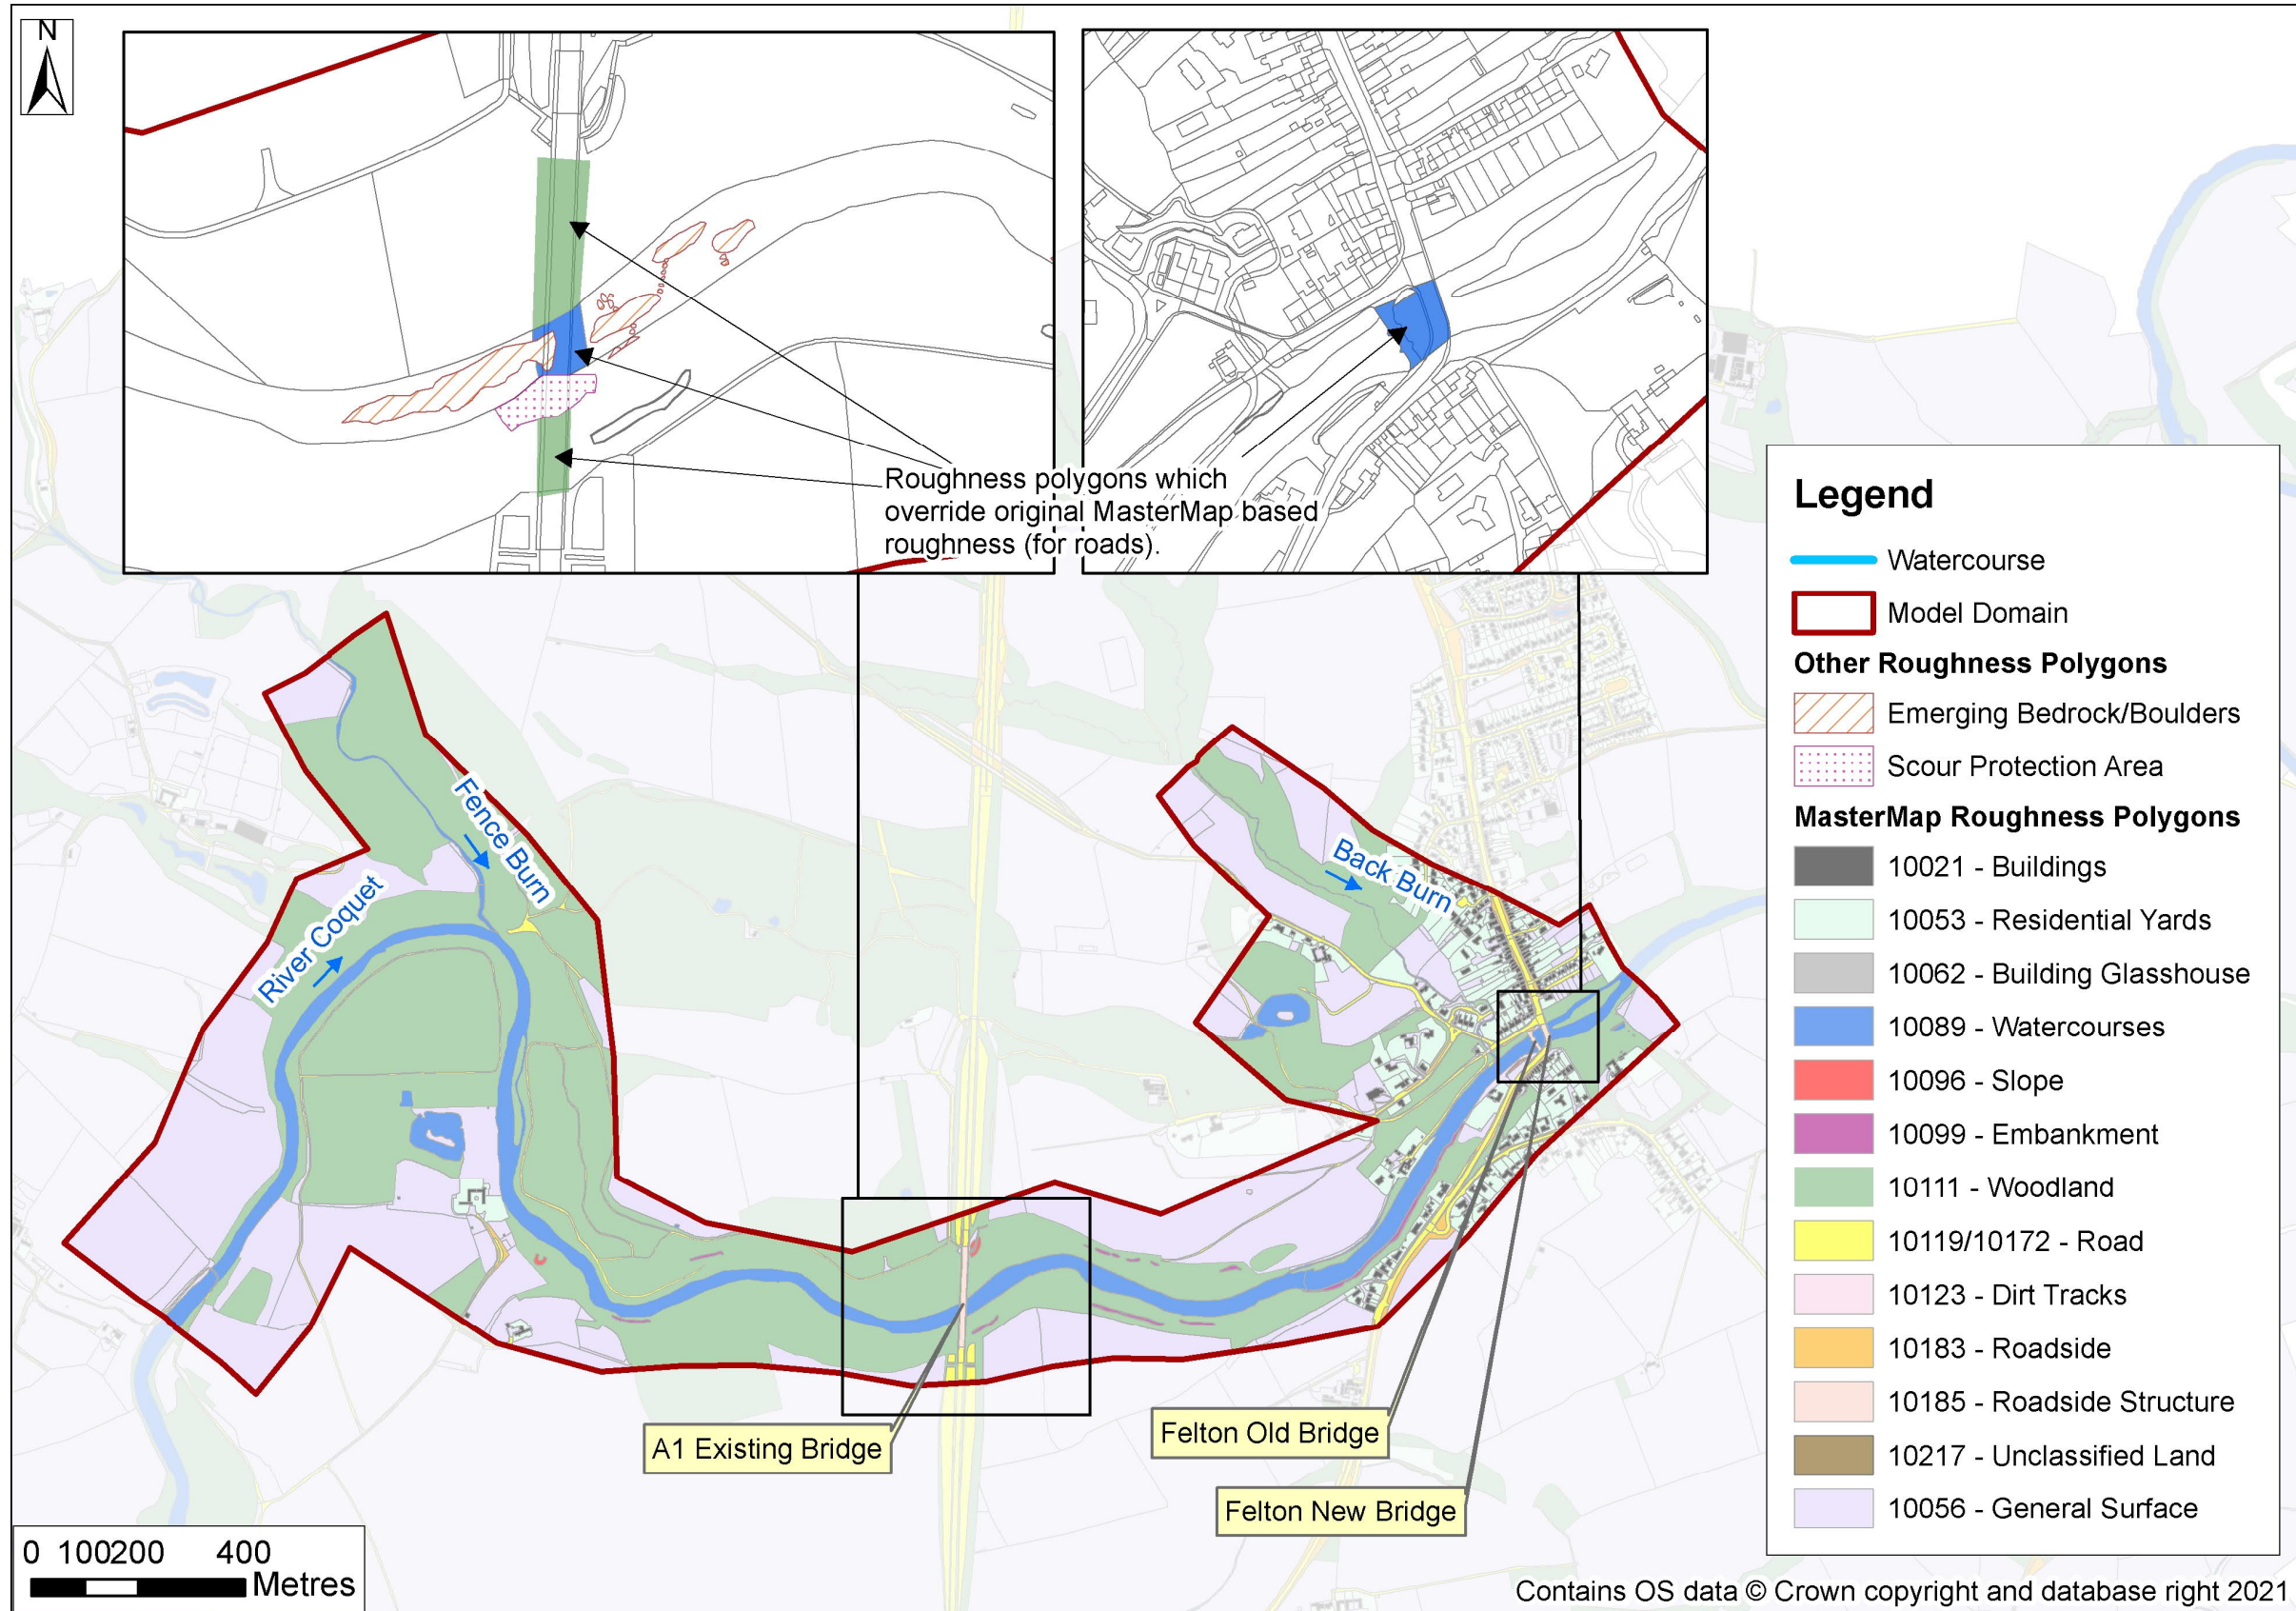 N
Roughness polygons which
override original MasterMap based
roughness (for roads).
Fence Burn
River Coquet
Back Burn
A1 Existing Bridge
Felton Old Bridge
Felton New Bridge
Legend
Watercourse
Model Domain
Other Roughness Polygons
Emerging Bedrock/Boulders
Scour Protection Area
MasterMap Roughness Polygons
10021 - Buildings
10053 - Residential Yards
10062 - Building Glasshouse
10089 - Watercourses
10096 - Slope
10099 - Embankment
10111 - Woodland
10119/10172 - Road
10123 - Dirt Tracks
10183 - Roadside
10185 - Roadside Structure
10217 - Unclassified Land
10056 - General Surface
0 100200 400
Metres
Contains OS data © Crown copyright and database right 2021